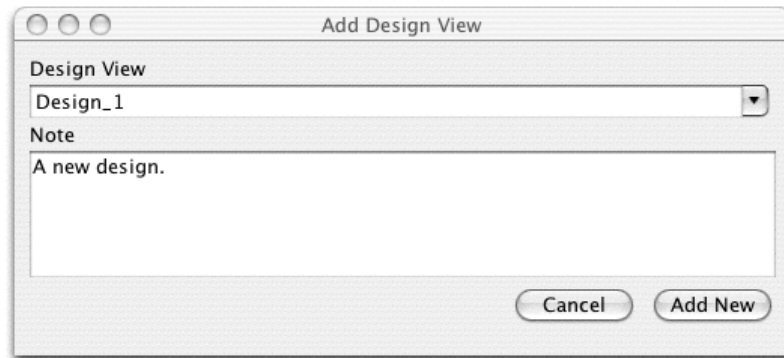 Add Design View
Design View
Design_1
Note
A new design.
Cancel Add New